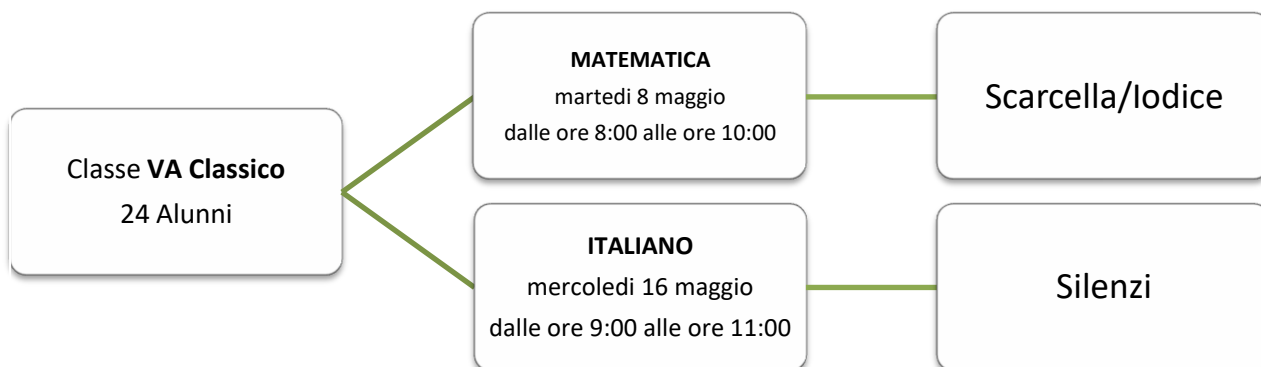 Classe VA Classico
24 Alunni
MATEMATICA
martedi 8 maggio
dalle ore 8:00 alle ore 10:00
Scarcella/Iodice
ITALIANO
mercoledi 16 maggio
dalle ore 9:00 alle ore 11:00
Silenzi